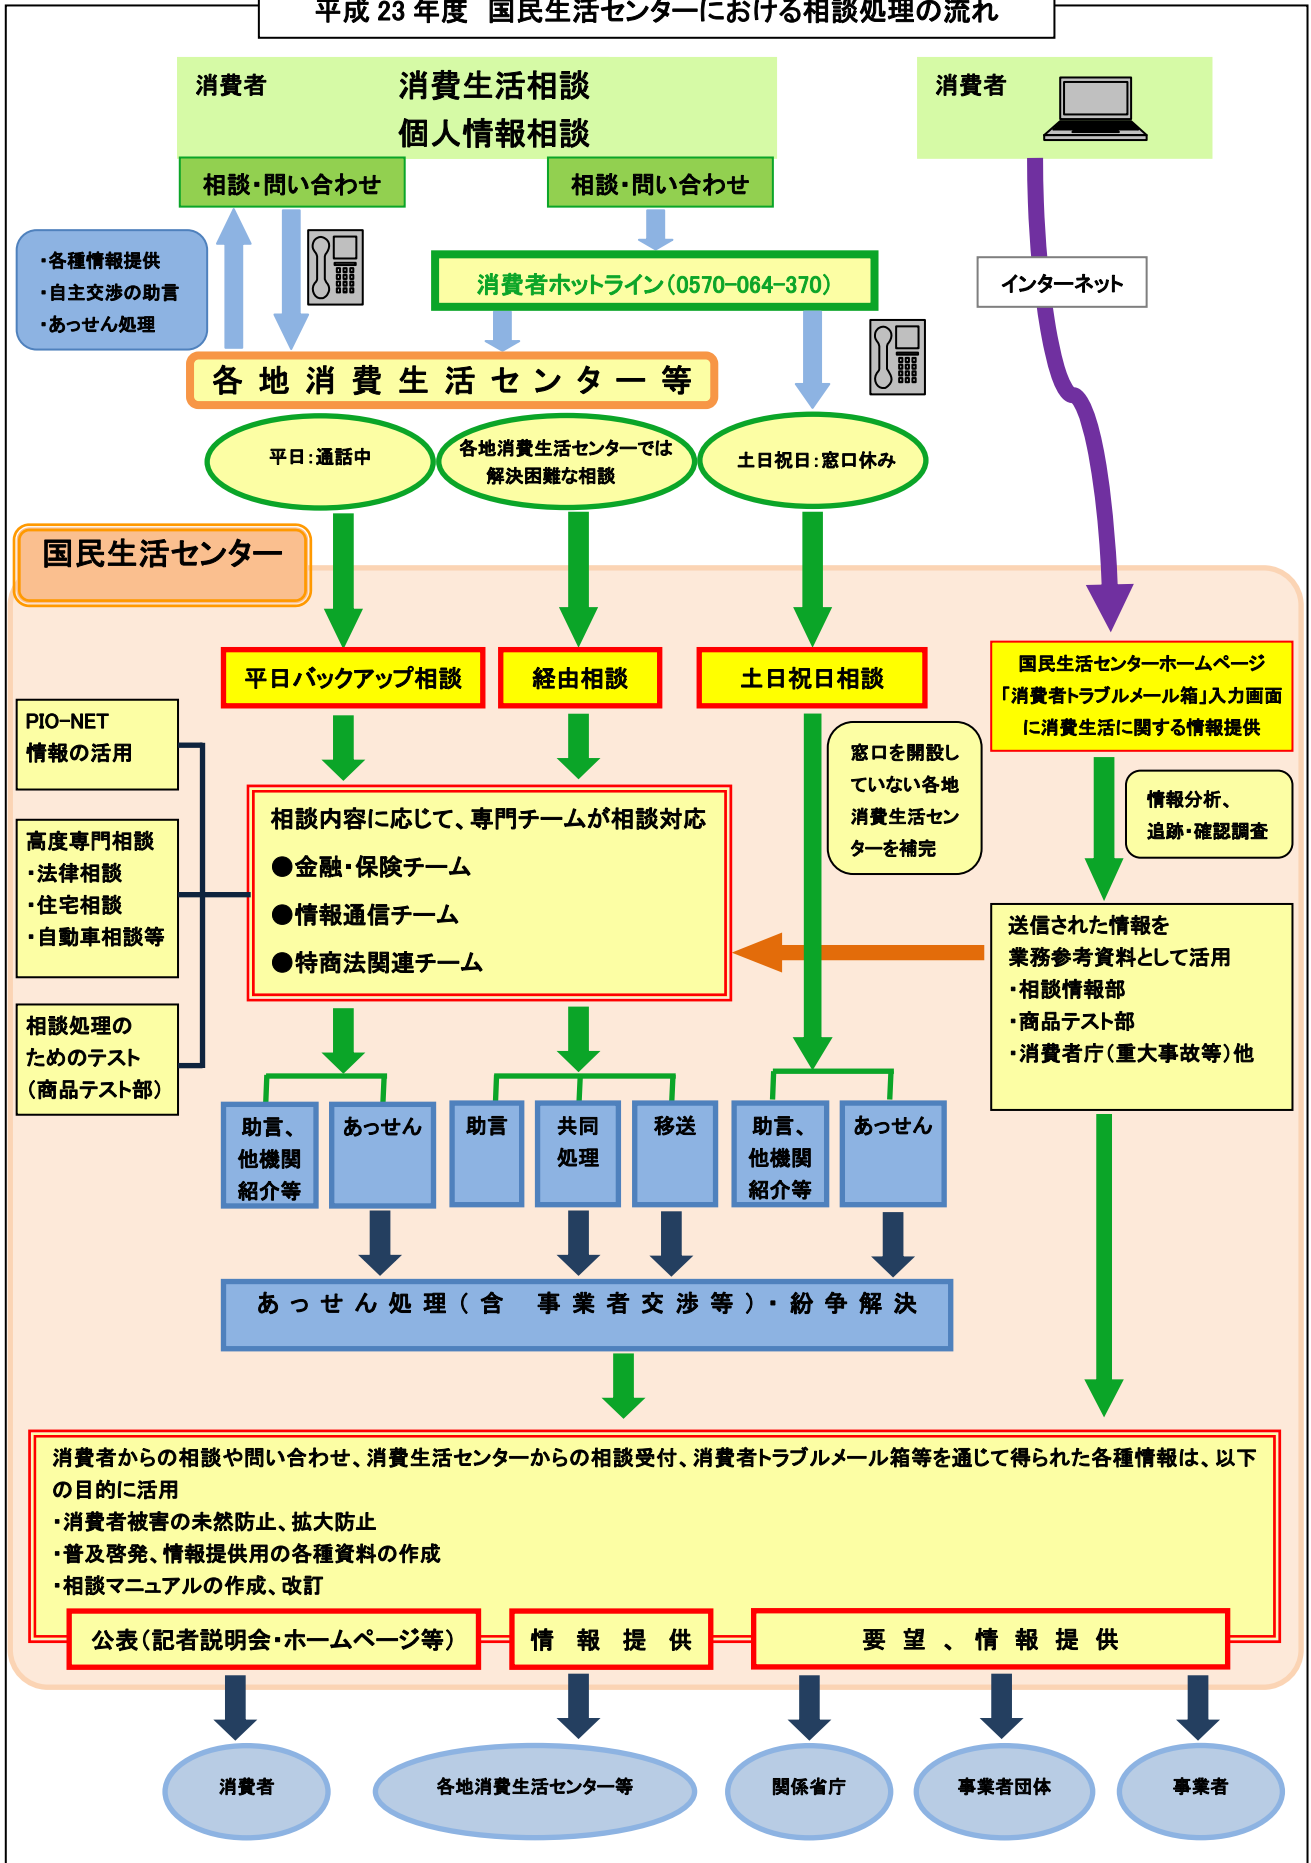 平成 23 年度　国民生活センターにおける相談処理の流れ
消費者
消費生活相談
個人情報相談
消費者
相談・問い合わせ
相談・問い合わせ
・各種情報提供
・自主交渉の助言
・あっせん処理
消費者ホットライン（0570-064-370）
インターネット
各地消費生活センター等
平日：通話中
各地消費生活センターでは
解決困難な相談
土日祝日：窓口休み
国民生活センター
平日バックアップ相談
経由相談
土日祝日相談
国民生活センターホームページ
「消費者トラブルメール箱」入力画面
に消費生活に関する情報提供
PIO-NET
情報の活用
窓口を開設し
ていない各地
消費生活セン
ターを補完
情報分析、
追跡・確認調査
高度専門相談
・法律相談
・住宅相談
・自動車相談等
相談内容に応じて、専門チームが相談対応
●金融・保険チーム
●情報通信チーム
●特商法関連チーム
送信された情報を
業務参考資料として活用
・相談情報部
・商品テスト部
・消費者庁（重大事故等）他
相談処理の
ためのテスト
（商品テスト部）
助言、
他機関
紹介等
あっせん
助言
共同
処理
移送
助言、
他機関
紹介等
あっせん
あっせん処理（含　事業者交渉等）・紛争解決
消費者からの相談や問い合わせ、消費生活センターからの相談受付、消費者トラブルメール箱等を通じて得られた各種情報は、以下
の目的に活用
・消費者被害の未然防止、拡大防止
・普及啓発、情報提供用の各種資料の作成
・相談マニュアルの作成、改訂
公表（記者説明会・ホームページ等）
情報提供
要望、情報提供
消費者
各地消費生活センター等
関係省庁
事業者団体
事業者